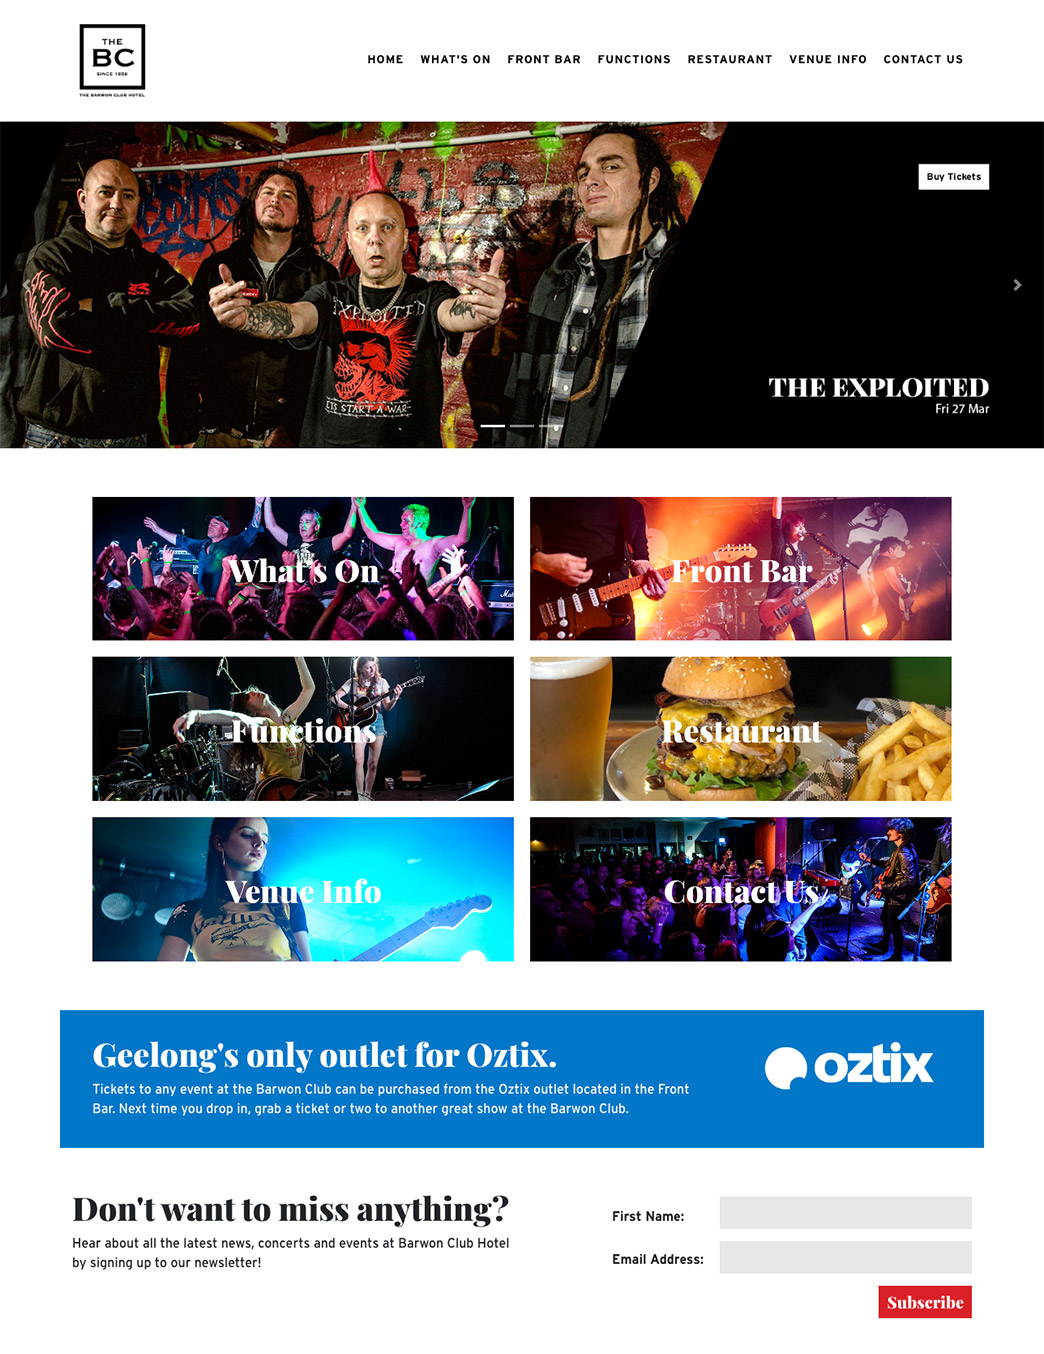 THE
BC
SINCE 1859
THE BARWON CLUB HOTEL
HOME WHAT'S ON FRONT BAR FUNCTIONS RESTAURANT VENUE INFO CONTACT US
Buy Tickets
EXPLOITED
LETS START A WAR
THE EXPLOITED
Fri 27 Mar
What's On
Front Bar
Functions
Restaurant
Venue Info
Contact Us
Geelong's only outlet for Oztix.
Tickets to any event at the Barwon Club can be purchased from the Oztix outlet located in the Front
Bar. Next time you drop in, grab a ticket or two to another great show at the Barwon Club.
oztix
Don't want to miss anything?
Hear about all the latest news, concerts and events at Barwon Club Hotel
by signing up to our newsletter!
First Name:
Email Address:
Subscribe